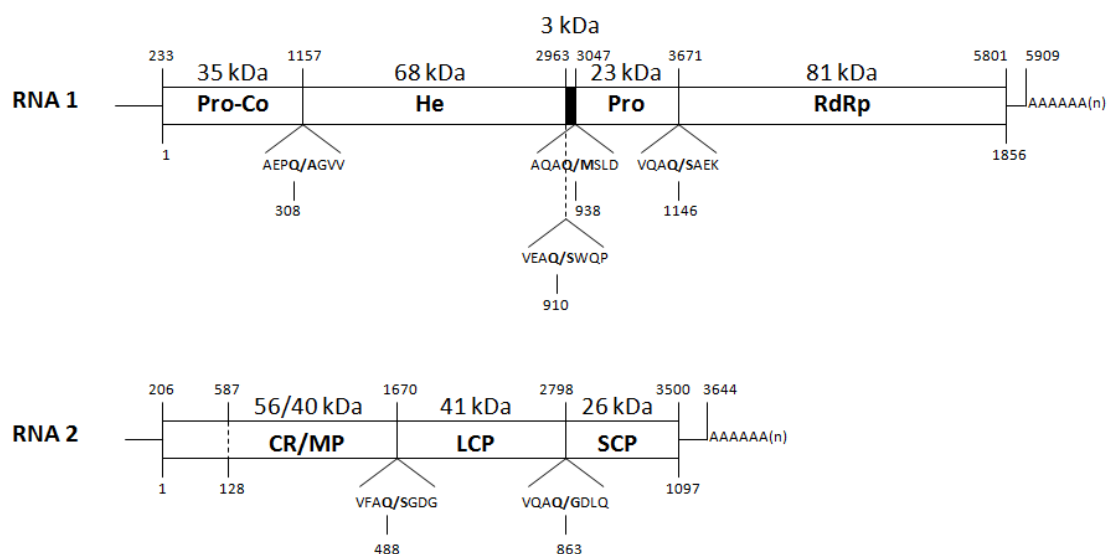 3 kDa
233 1157 2963 3047 3671 5801 5909
35 kDa 68 kDa 23 kDa 81 kDa
RNA 1 Pro-Co He Pro RdRp AAAAAA(n)
1 1856
AEPQ/AGVV AQAQ/MSLD VQAQ/SAEK
308 938 1146
VEAQ/SWQP
910
206 587 1670 2798 3500 3644
56/40 kDa 41 kDa 26 kDa
RNA 2 CR/MP LCP SCP AAAAAA(n)
1 128 1097
VFAQ/SGDG VQAQ/GDLQ
488 863